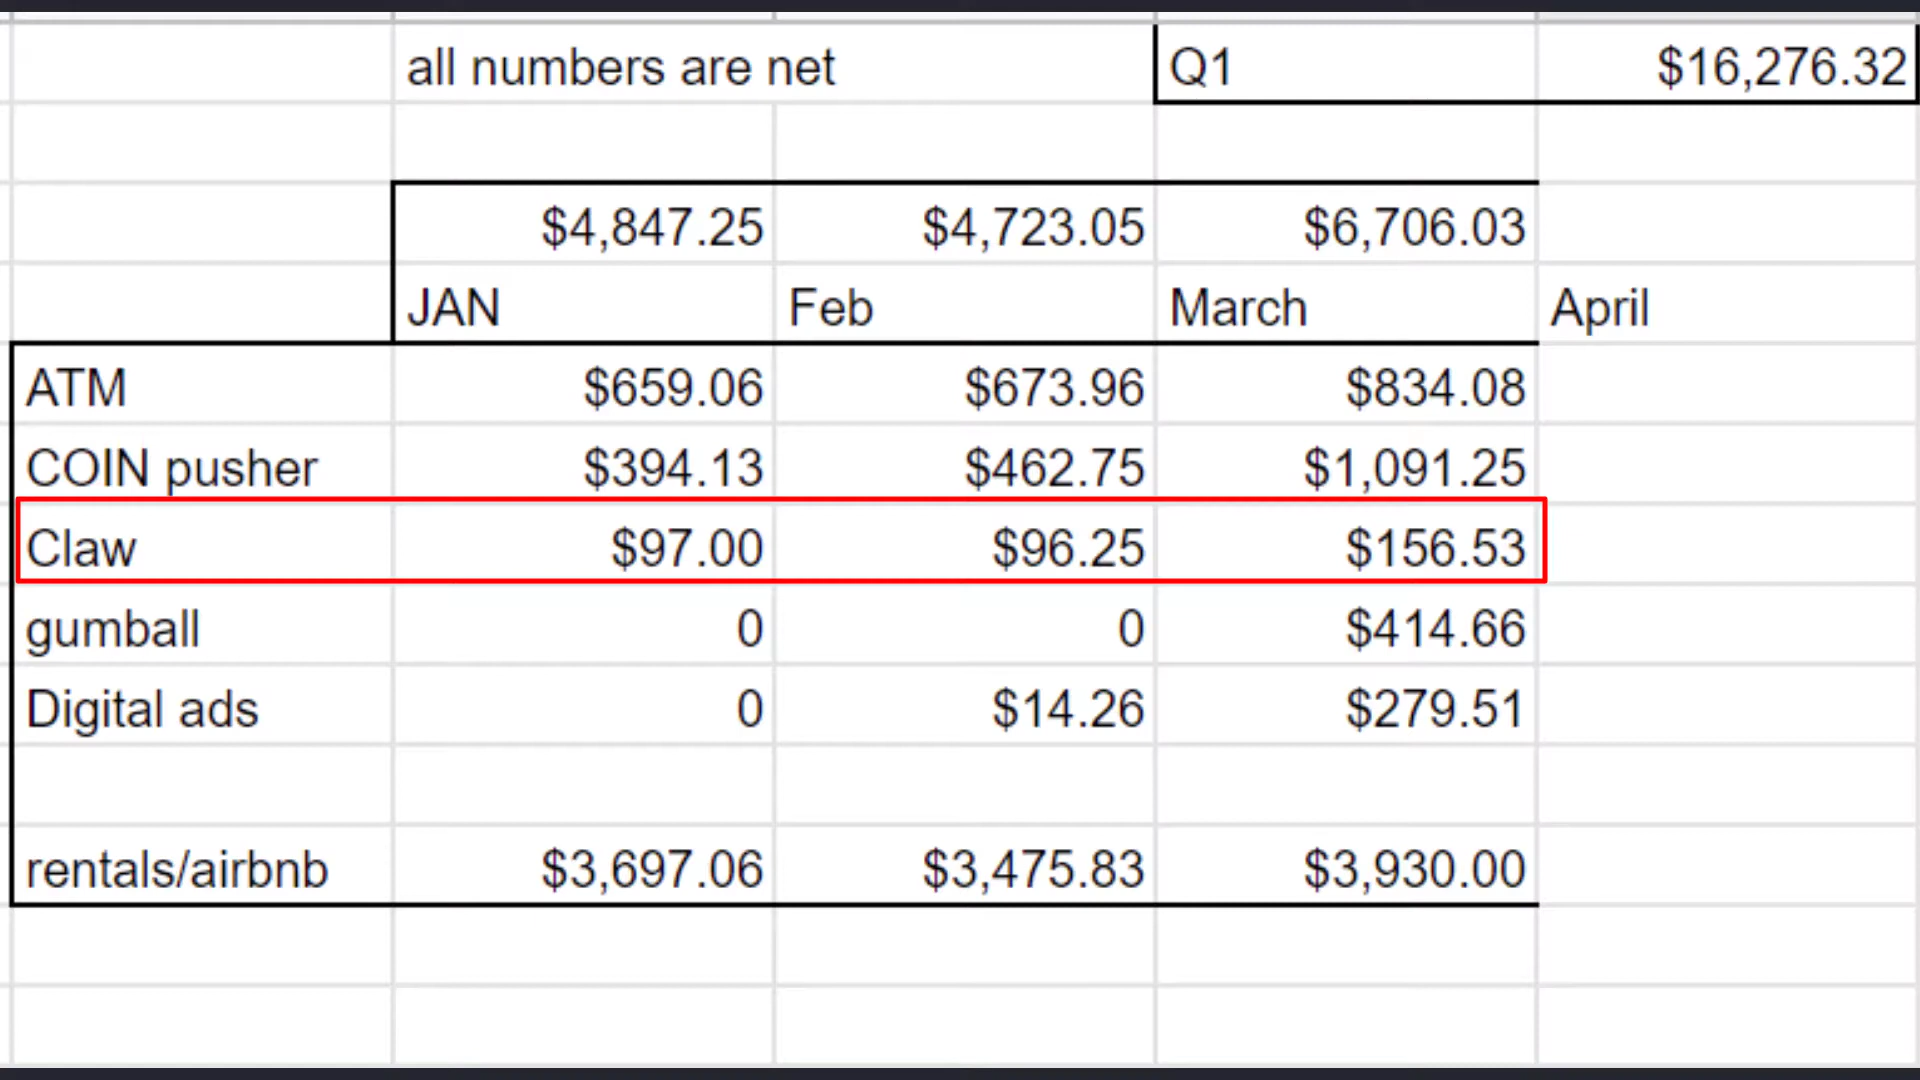 all numbers are net Q1 $16,276.32
$4,847.25 $4,723.05 $6,706.03
JAN Feb March April
ATM $659.06 $673.96 $834.08
COIN pusher $394.13 $462.75 $1,091.25
Claw $97.00 $96.25 $156.53
gumball 0 0 $414.66
Digital ads 0 $14.26 $279.51
rentals/airbnb $3,697.06 $3,475.83 $3,930.00